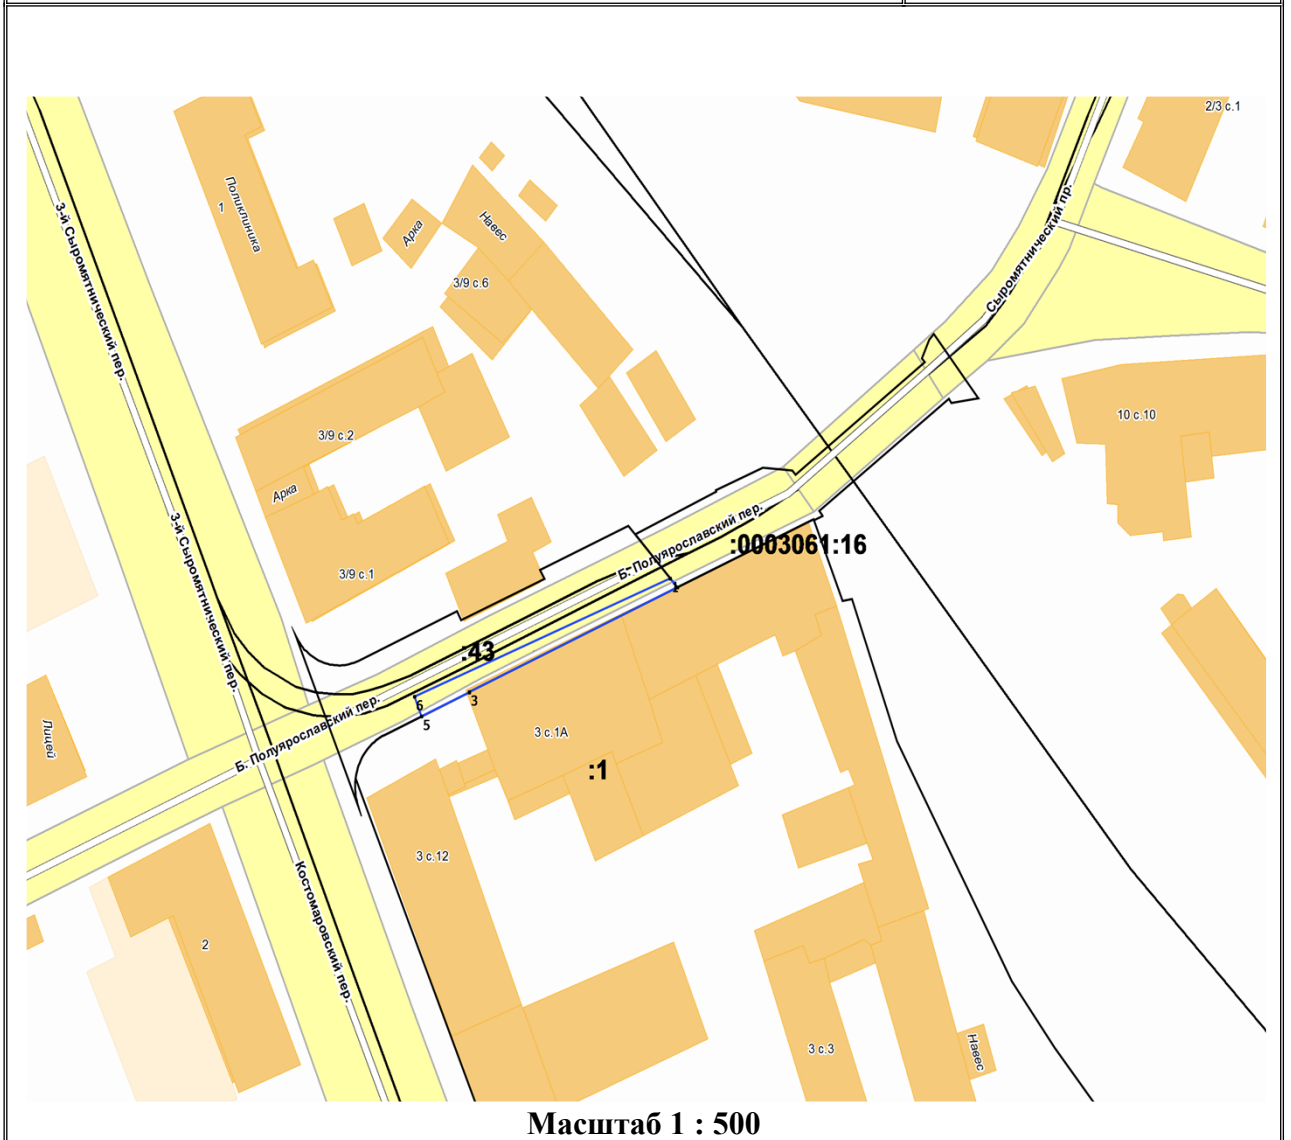 2/3 с.1
1
Поликлиника
3-й Сыромятнический пер.
Арка
Навес
3/9 с.6
Сыромятнический пр.
3/9 с.2
10 с.10
Арка
3-й Сыромятнический пер.
3/9 с.1
Б. Полуярославский пер.
:0003061:16
1
:43
6
3
5
Б. Полуярославский пер.
Лицей
3 с.1А
:1
3 с.12
Костомаровский пер.
2
3 с.3
Навес
Масштаб 1 : 500